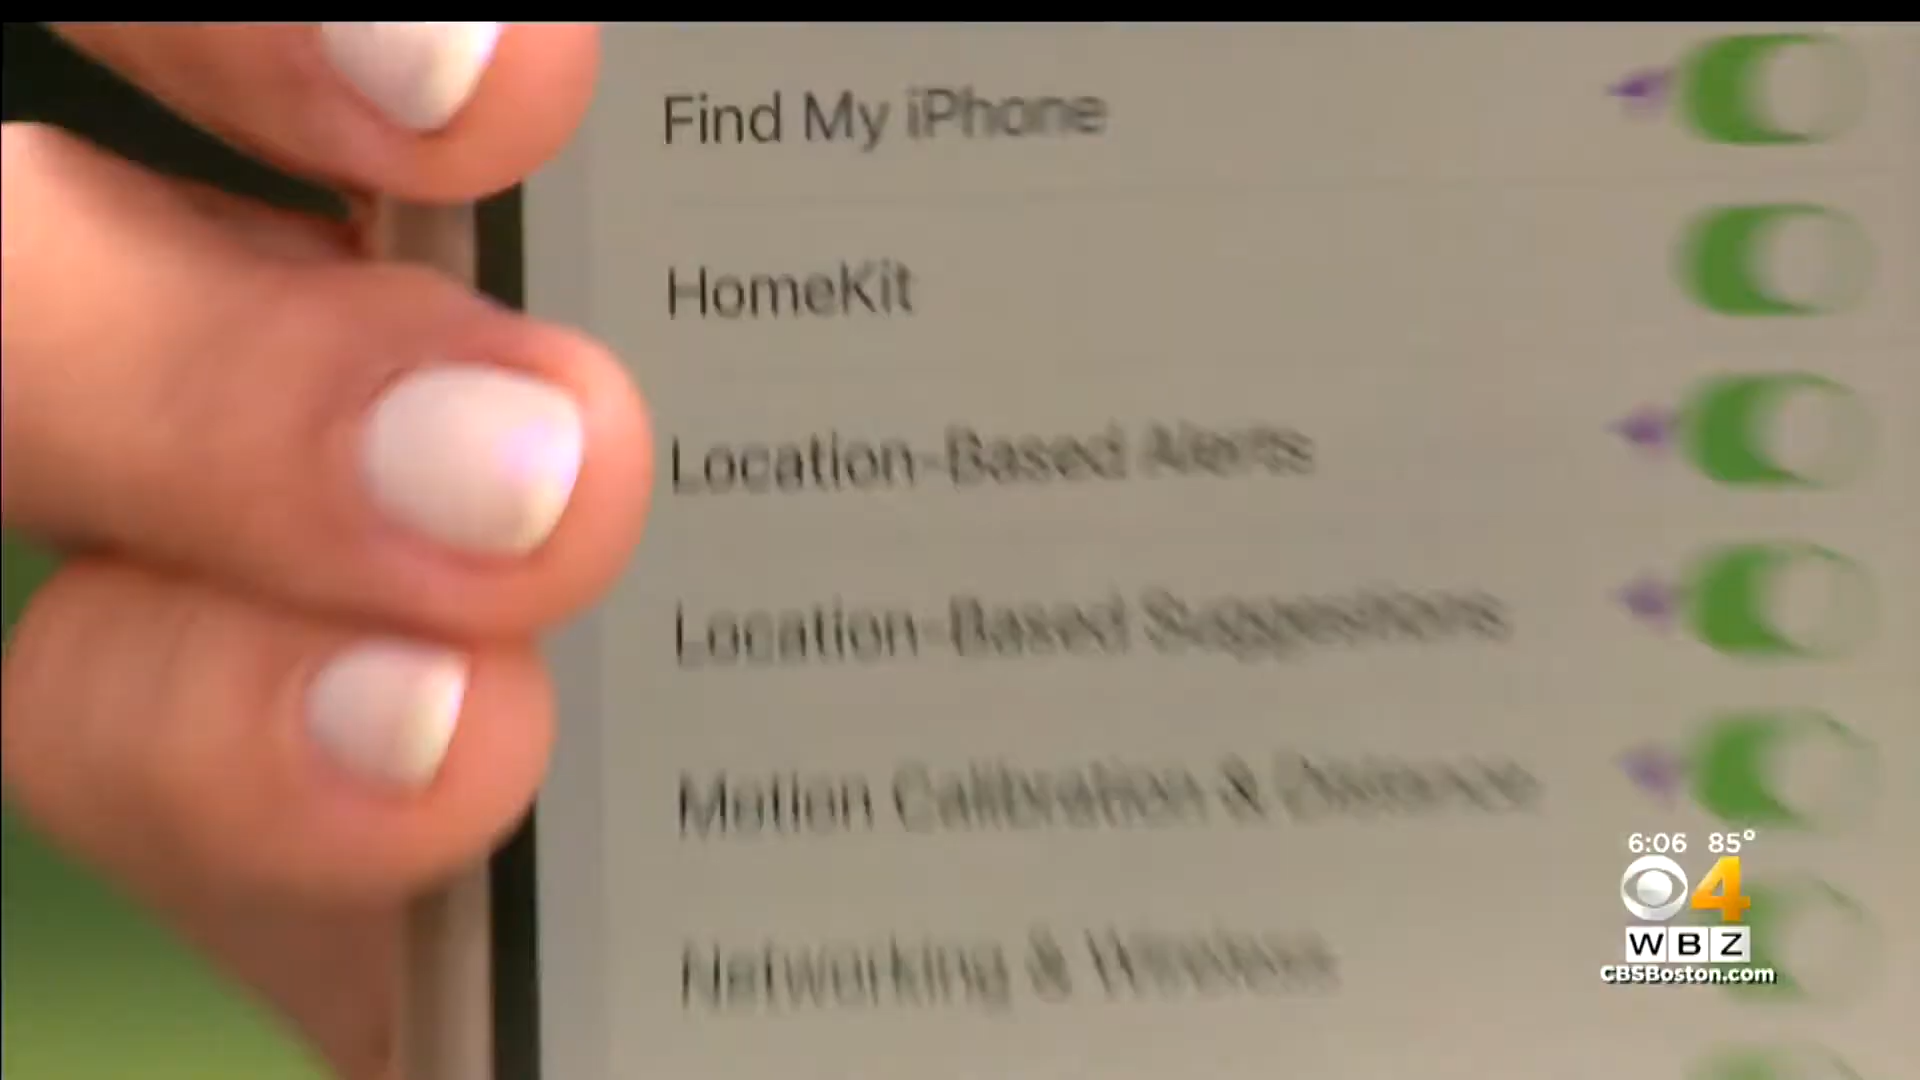 Find My iPhone
HomeKit
Location-Based Alerts
Location-Based Suggestions
Motion Calibration & Distance
Networking & Wireless
6:06 85°
4
WBZ
CBSBoston.com